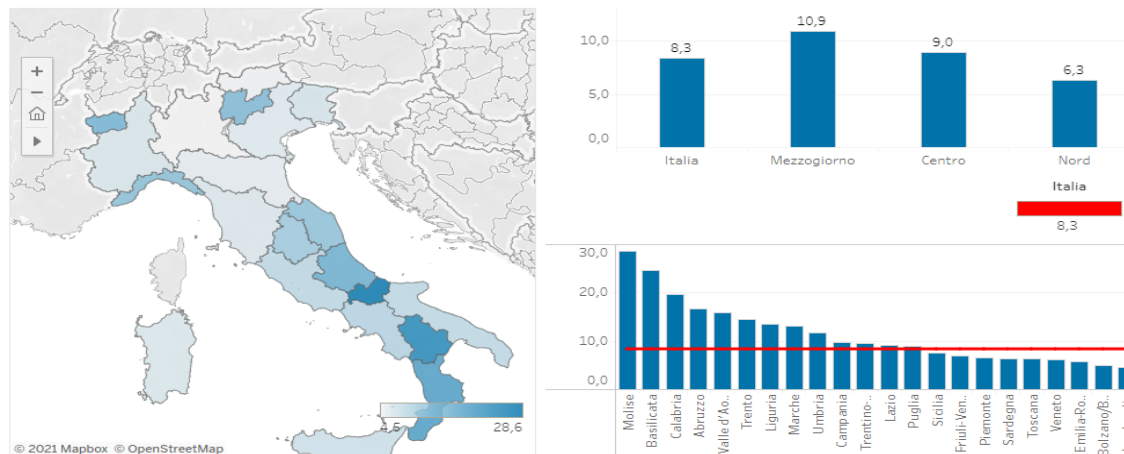 +
−
4,5
28,6
© 2021 Mapbox © OpenStreetMap
10,0
5,0
0,0
8,3
10,9
9,0
6,3
Italia
Mezzogiorno
Centro
Nord
Italia
8,3
30,0
20,0
10,0
0,0
Molise
Basilicata
Calabria
Abruzzo
Valle d'Ao..
Trento
Liguria
Marche
Umbria
Campania
Trentino-..
Lazio
Puglia
Sicilia
Friuli-Ven..
Piemonte
Sardegna
Toscana
Veneto
Emilia-Ro..
Bolzano/B..